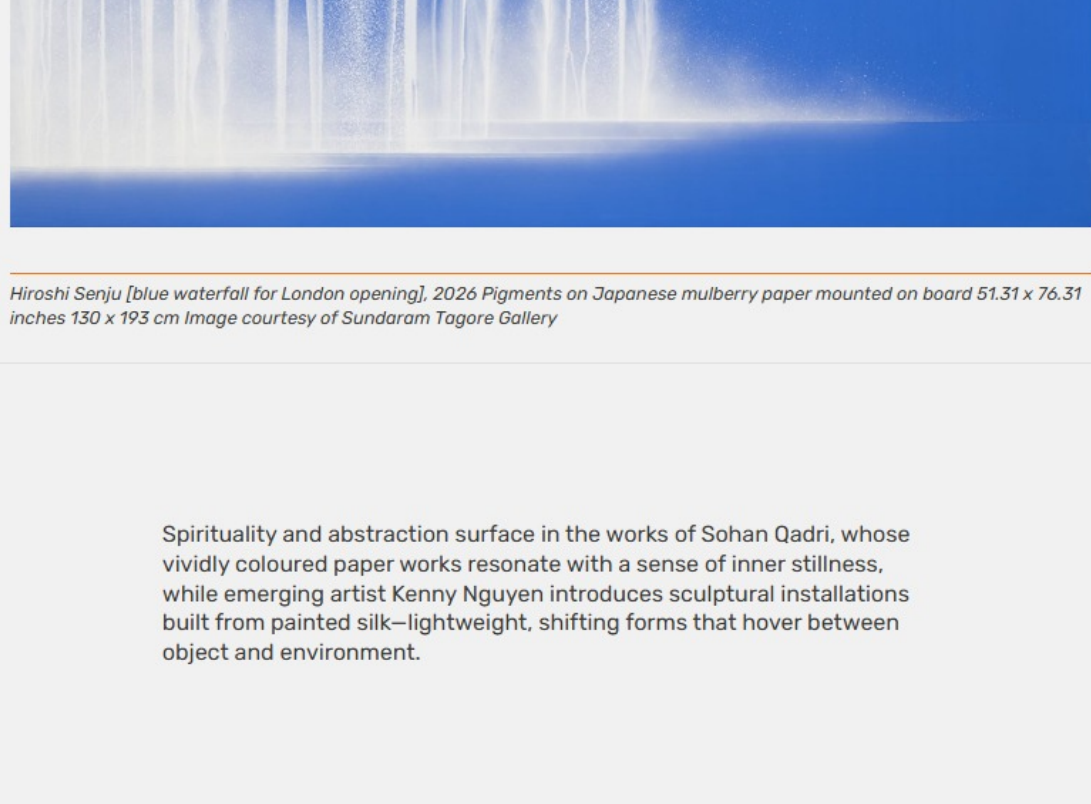 Hiroshi Senju [blue waterfall for London opening], 2026 Pigments on Japanese mulberry paper mounted on board 51.31 x 76.31
inches 130 x 193 cm Image courtesy of Sundaram Tagore Gallery
Spirituality and abstraction surface in the works of Sohan Qadri, whose
vividly coloured paper works resonate with a sense of inner stillness,
while emerging artist Kenny Nguyen introduces sculptural installations
built from painted silk—lightweight, shifting forms that hover between
object and environment.